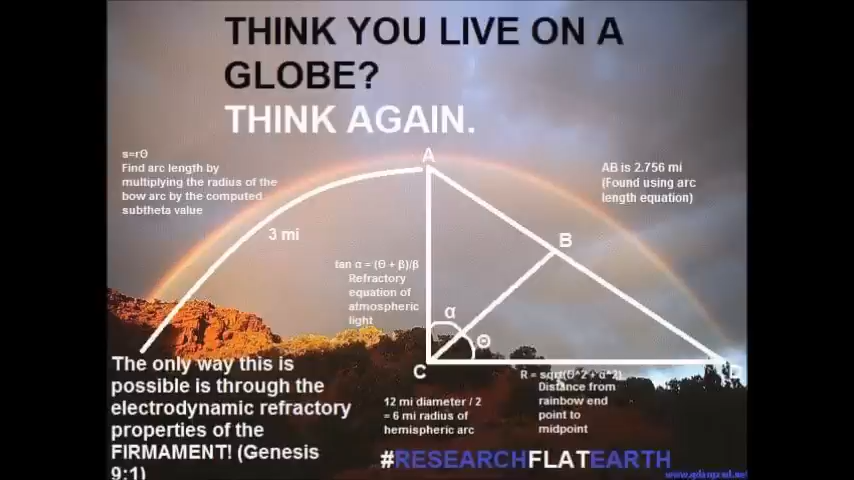 THINK YOU LIVE ON A
GLOBE?
THINK AGAIN.
s=rΘ
Find arc length by
multiplying the radius of the
bow arc by the computed
subtheta value
A
AB is 2.756 mi
(Found using arc
length equation)
3 mi
B
tan α = (Θ + β)/β
Refractory
equation of
atmospheric
light
α
Θ
C
D
The only way this is
possible is through the
electrodynamic refractory
properties of the
FIRMAMENT! (Genesis
9:1)
12 mi diameter / 2
= 6 mi radius of
hemispheric arc
R = sqrt(Θ^2 + α^2)
Distance from
rainbow end
point to
midpoint
#RESEARCHFLATEARTH